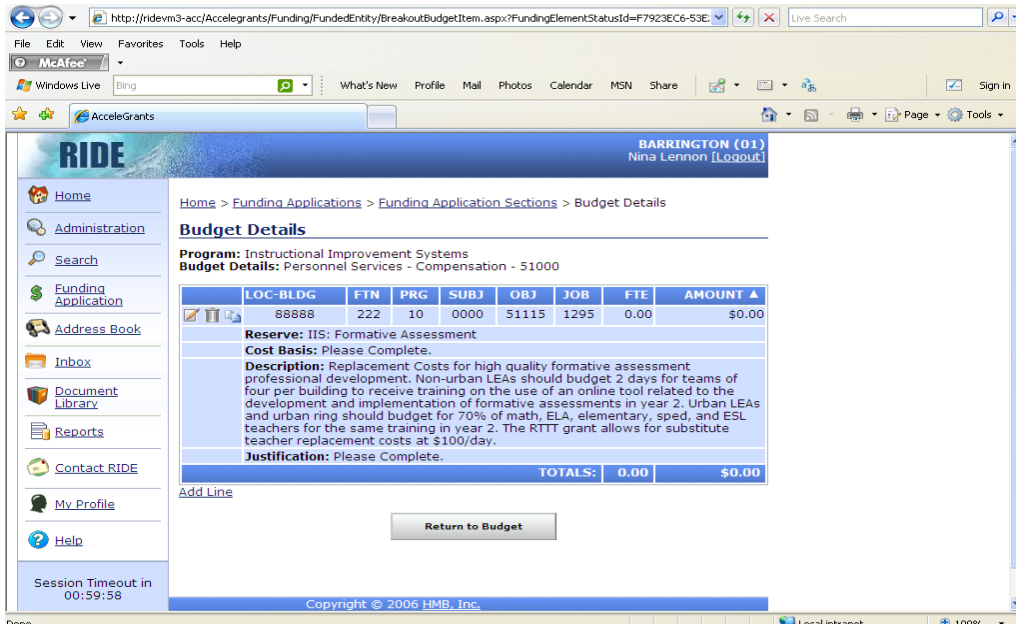 http://ridevm3-acc/Accelegrants/Funding/FundedEntity/BreakoutBudgetItem.aspx?FundingElementStatusId=F7923EC6-53E
Live Search
File Edit View Favorites Tools Help
McAfee
Windows Live Bing What's New Profile Mail Photos Calendar MSN Share Sign in
AcceleGrants Page Tools
RIDE
BARRINGTON (01)
Nina Lennon [Logout]
Home
Administration
Search
Funding
Application
Address Book
Inbox
Document
Library
Reports
Contact RIDE
My Profile
Help
Session Timeout in
00:59:58
Home > Funding Applications > Funding Application Sections > Budget Details
Budget Details
Program: Instructional Improvement Systems
Budget Details: Personnel Services - Compensation - 51000
LOC-BLDG FTN PRG SUBJ OBJ JOB FTE AMOUNT ▲
88888 222 10 0000 51115 1295 0.00 $0.00
Reserve: IIS: Formative Assessment
Cost Basis: Please Complete.
Description: Replacement Costs for high quality formative assessment
professional development. Non-urban LEAs should budget 2 days for teams of
four per building to receive training on the use of an online tool related to the
development and implementation of formative assessments in year 2. Urban LEAs
and urban ring should budget for 70% of math, ELA, elementary, sped, and ESL
teachers for the same training in year 2. The RTTT grant allows for substitute
teacher replacement costs at $100/day.
Justification: Please Complete.
TOTALS: 0.00 $0.00
Add Line
Return to Budget
Copyright © 2006 HMB, Inc.
Done Local intranet 100%